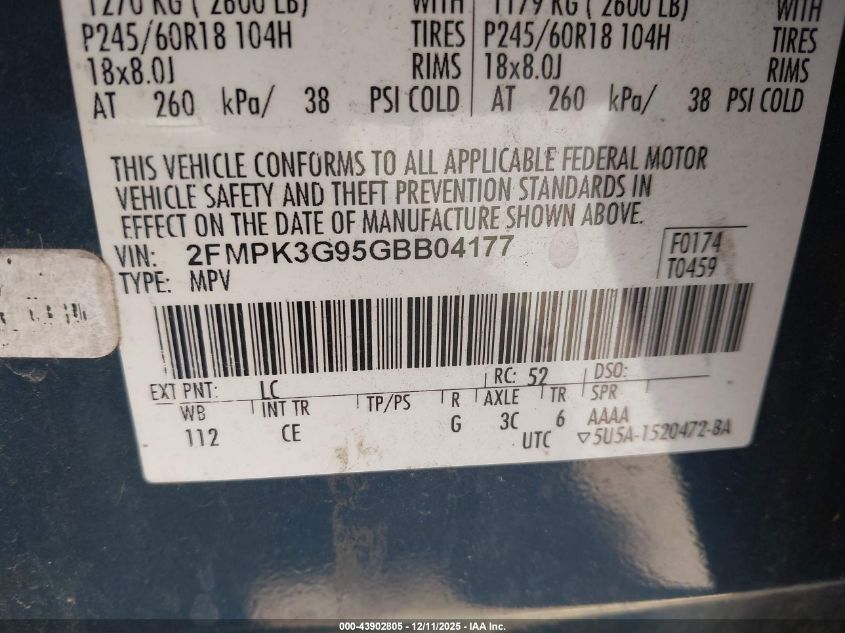 1270 KG ( 2800 LB) WITH 1179 KG ( 2600 LB) WITH
P245/60R18 104H TIRES P245/60R18 104H TIRES
18x8.0J RIMS 18x8.0J RIMS
AT 260 kPa/ 38 PSI COLD AT 260 kPa/ 38 PSI COLD
THIS VEHICLE CONFORMS TO ALL APPLICABLE FEDERAL MOTOR
VEHICLE SAFETY AND THEFT PREVENTION STANDARDS IN
EFFECT ON THE DATE OF MANUFACTURE SHOWN ABOVE.
VIN: 2FMPK3G95GBB04177 F0174
TYPE: MPV T0459
EXT PNT: LC RC: 52 DSO:
WB INT TR TP/PS R AXLE TR SPR
112 CE G 3C 6 AAAA
UTC ▽5U5A-1520472-BA
000-43902805 - 12/11/2025 - IAA Inc.